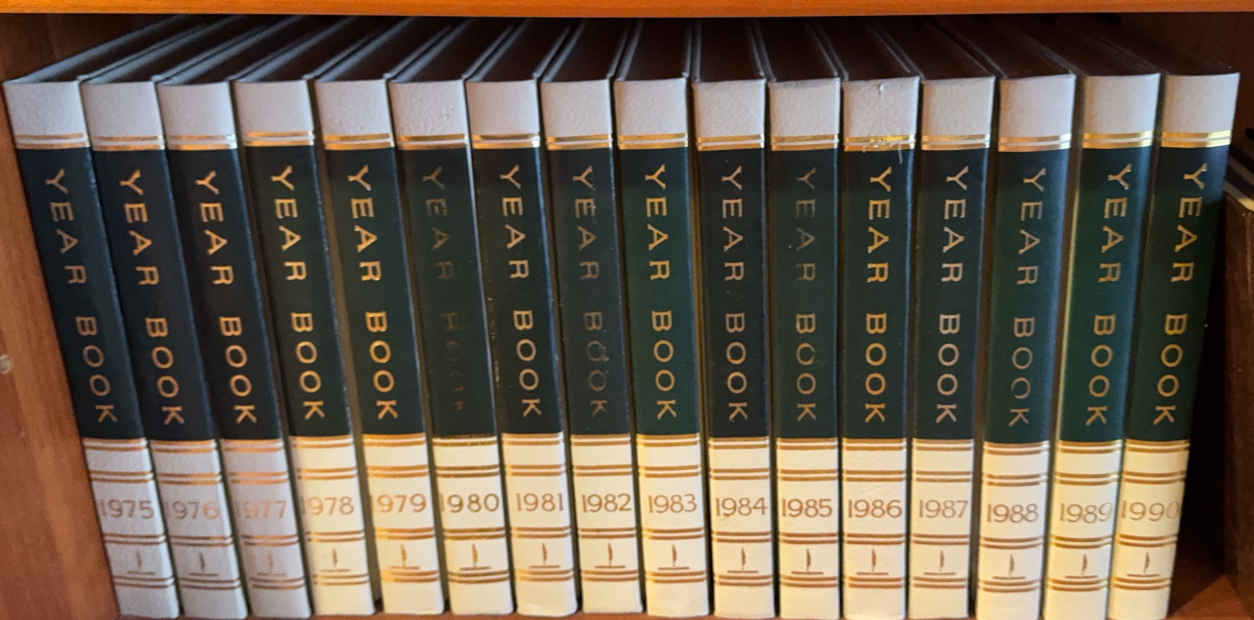 YEAR BOOK
1975
YEAR BOOK
1976
YEAR BOOK
1977
YEAR BOOK
1978
YEAR BOOK
1979
YEAR BOOK
1980
YEAR BOOK
1981
YEAR BOOK
1982
YEAR BOOK
1983
YEAR BOOK
1984
YEAR BOOK
1985
YEAR BOOK
1986
YEAR BOOK
1987
YEAR BOOK
1988
YEAR BOOK
1989
YEAR BOOK
1990